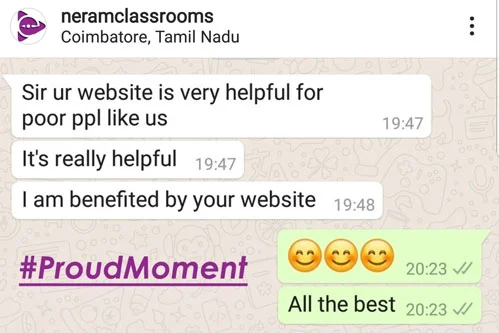 neramclassrooms
Coimbatore, Tamil Nadu
Sir ur website is very helpful for
poor ppl like us
19:47
It's really helpful 19:47
I am benefited by your website 19:48
😊😊😊 20:23
#ProudMoment
All the best 20:23